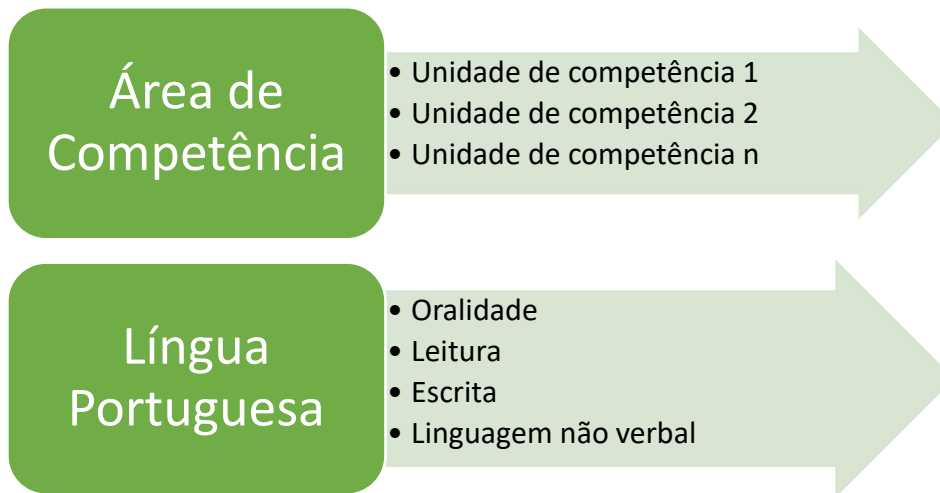 Área de
Competência
• Unidade de competência 1
• Unidade de competência 2
• Unidade de competência n
Língua
Portuguesa
• Oralidade
• Leitura
• Escrita
• Linguagem não verbal